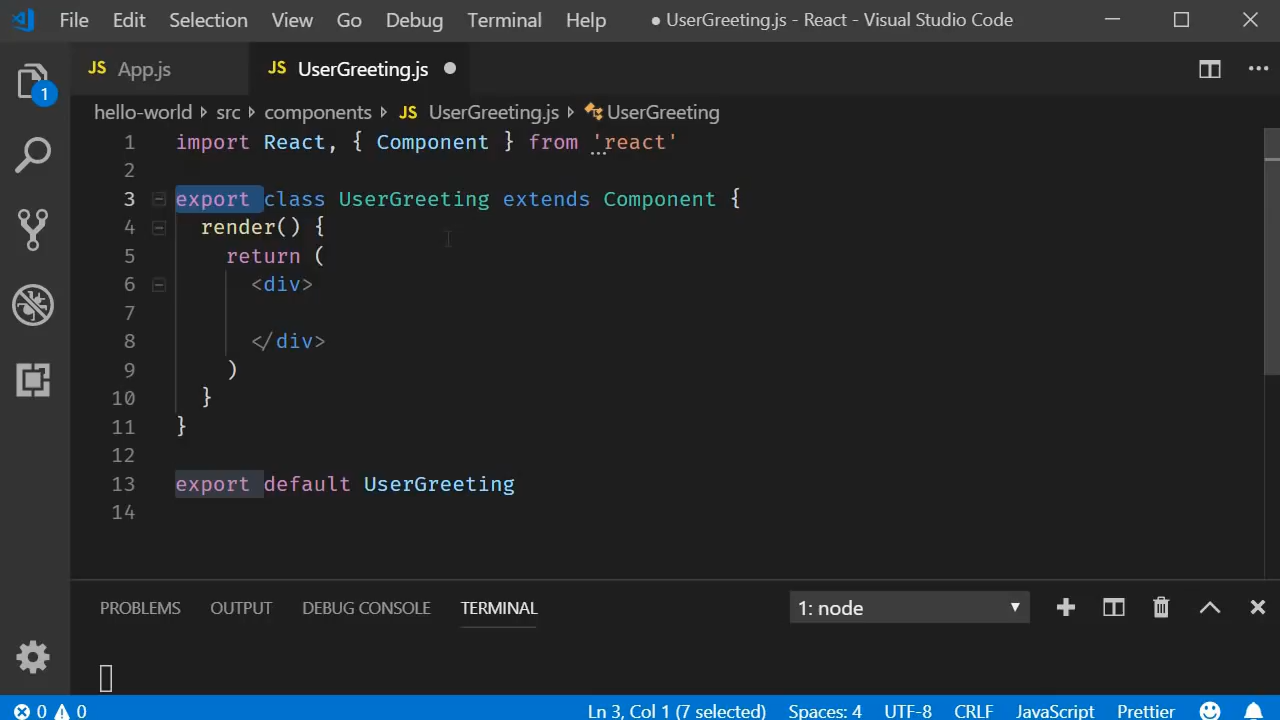 File Edit Selection View Go Debug Terminal Help ● UserGreeting.js - React - Visual Studio Code
JS App.js JS UserGreeting.js
1
hello-world src components JS UserGreeting.js UserGreeting
1 import React, { Component } from 'react'
2
3 export class UserGreeting extends Component {
4 render() {
5 return (
6 <div>
7
8 </div>
9 )
10 }
11 }
12
13 export default UserGreeting
14
PROBLEMS OUTPUT DEBUG CONSOLE TERMINAL 1: node
0 0 Ln 3, Col 1 (7 selected) Spaces: 4 UTF-8 CRLF JavaScript Prettier